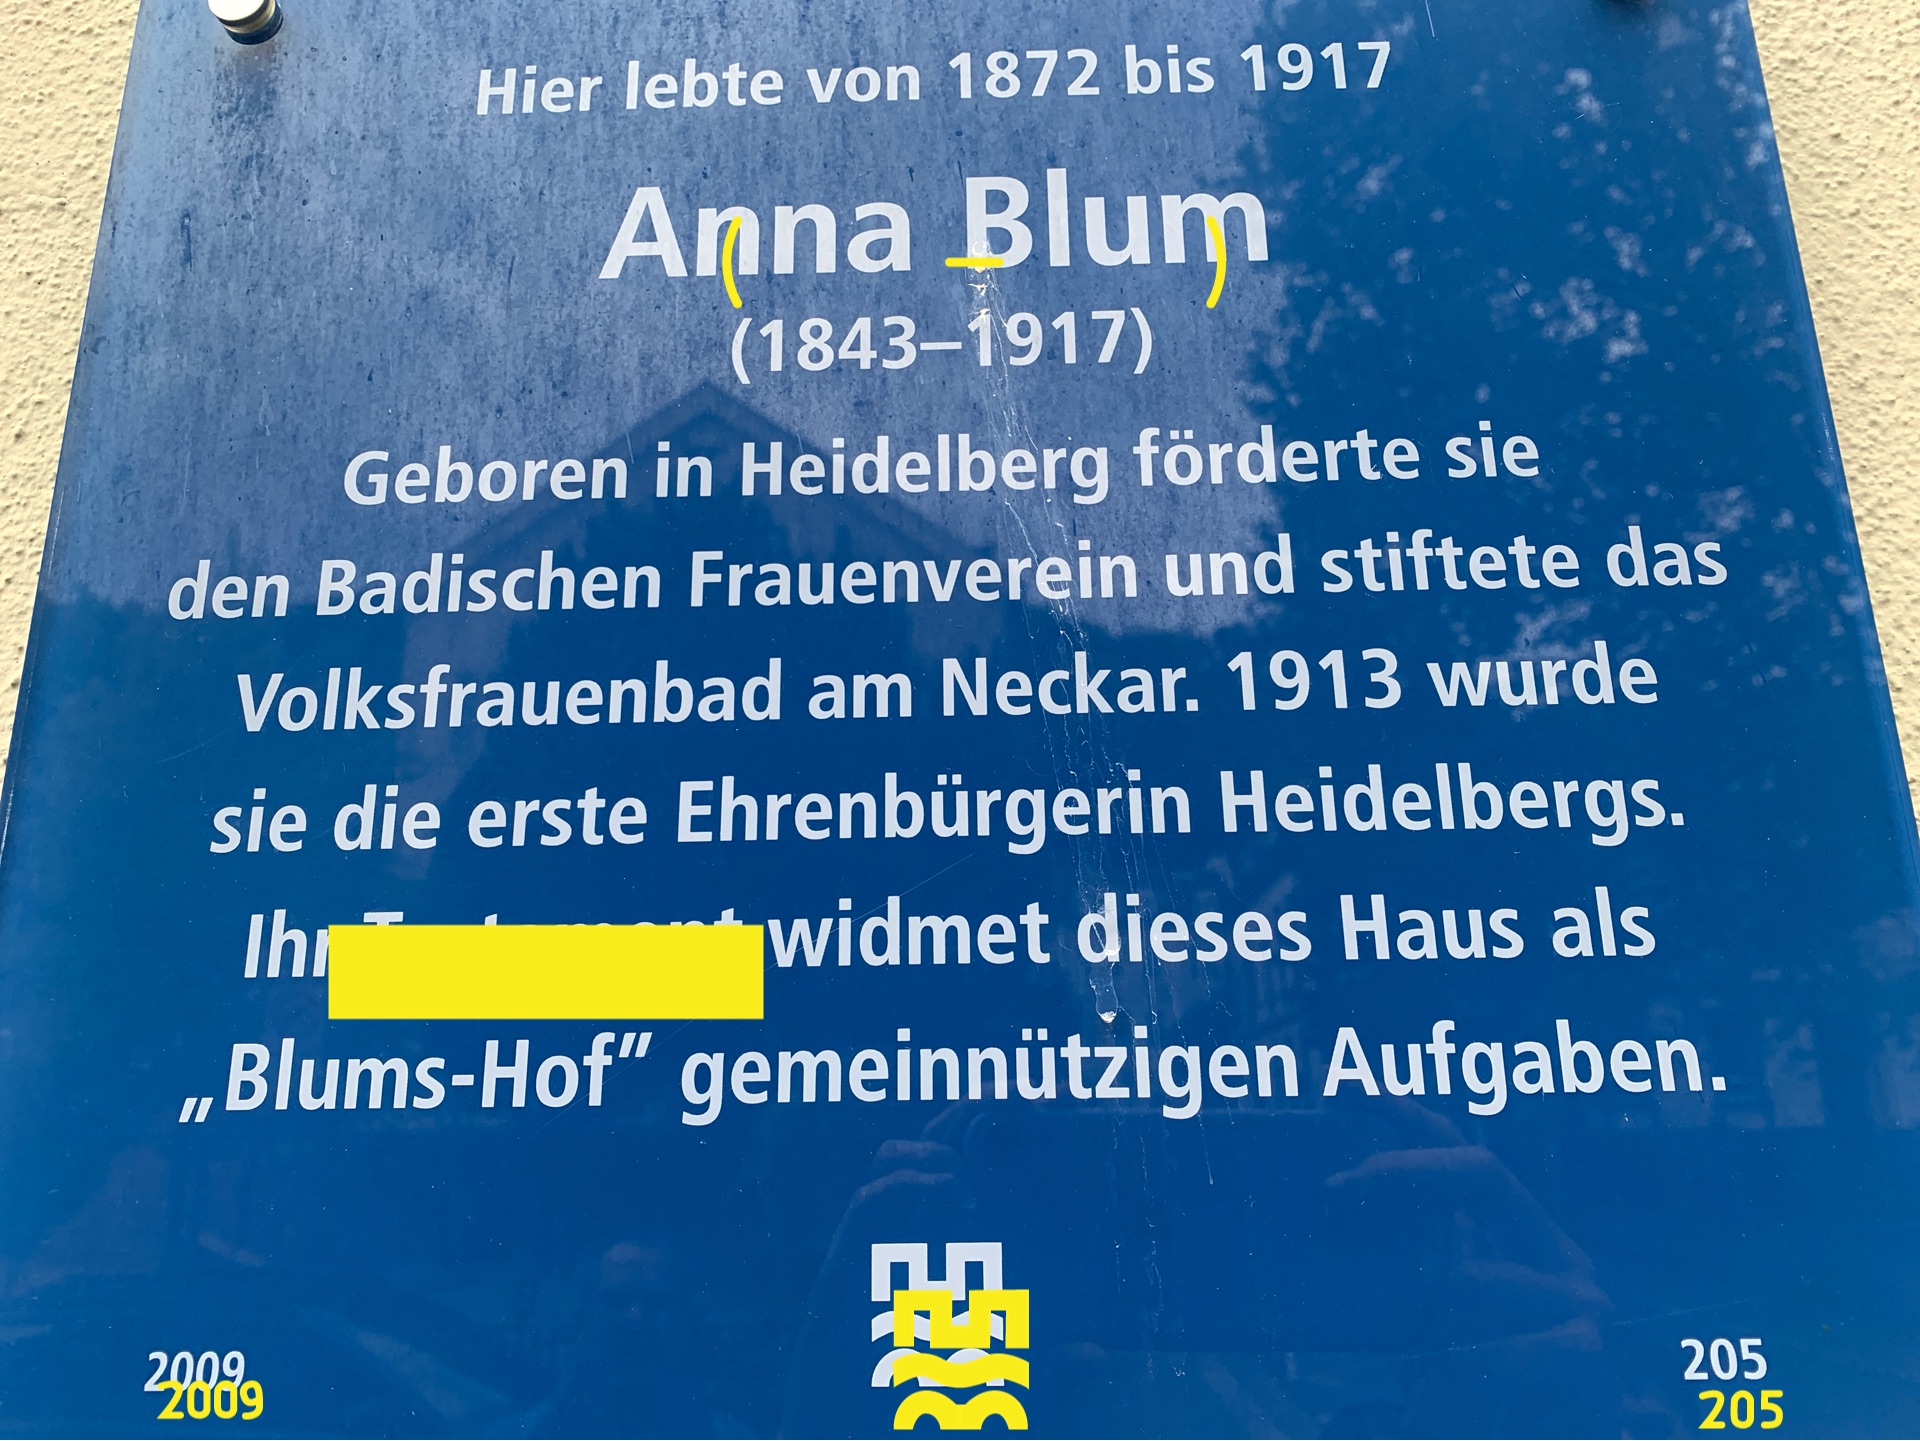 Hier lebte von 1872 bis 1917
Anna Blum
(1843–1917)
Geboren in Heidelberg förderte sie
den Badischen Frauenverein und stiftete das
Volksfrauenbad am Neckar. 1913 wurde
sie die erste Ehrenbürgerin Heidelbergs.
Ihr widmet dieses Haus als
„Blums-Hof” gemeinnützigen Aufgaben.
2009
2009
205
205